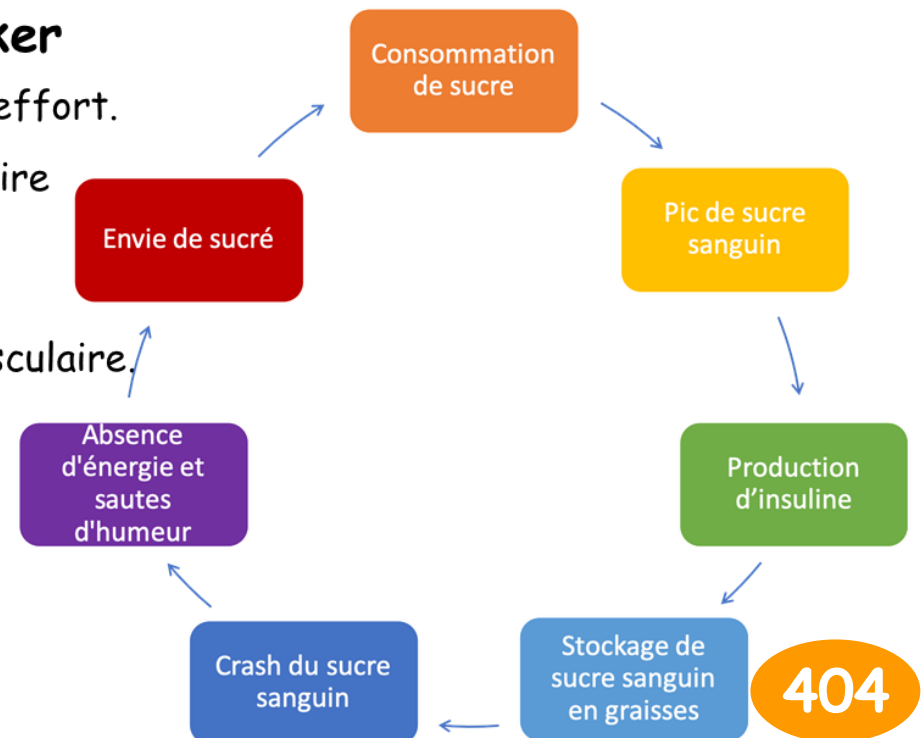 ker
effort.
ire
sculaire.
Consommation
de sucre
Pic de sucre
sanguin
Production
d’insuline
Stockage de
sucre sanguin
en graisses
Crash du sucre
sanguin
Absence
d'énergie et
sautes
d'humeur
Envie de sucré
404